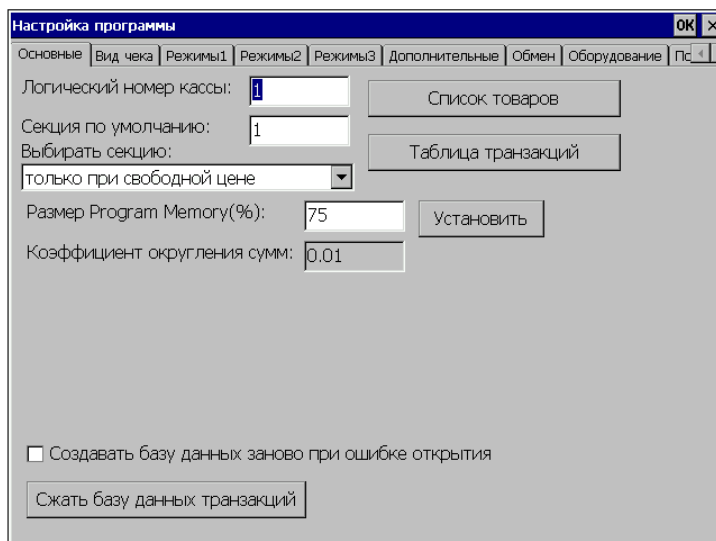 Настройка программы OK ×
Основные Вид чека Режимы1 Режимы2 Режимы3 Дополнительные Обмен Оборудование
Логический номер кассы: 1 Список товаров
Секция по умолчанию: 1
Выбирать секцию: Таблица транзакций
только при свободной цене
Размер Program Memory(%): 75 Установить
Коэффициент округления сумм: 0.01
Создавать базу данных заново при ошибке открытия
Сжать базу данных транзакций